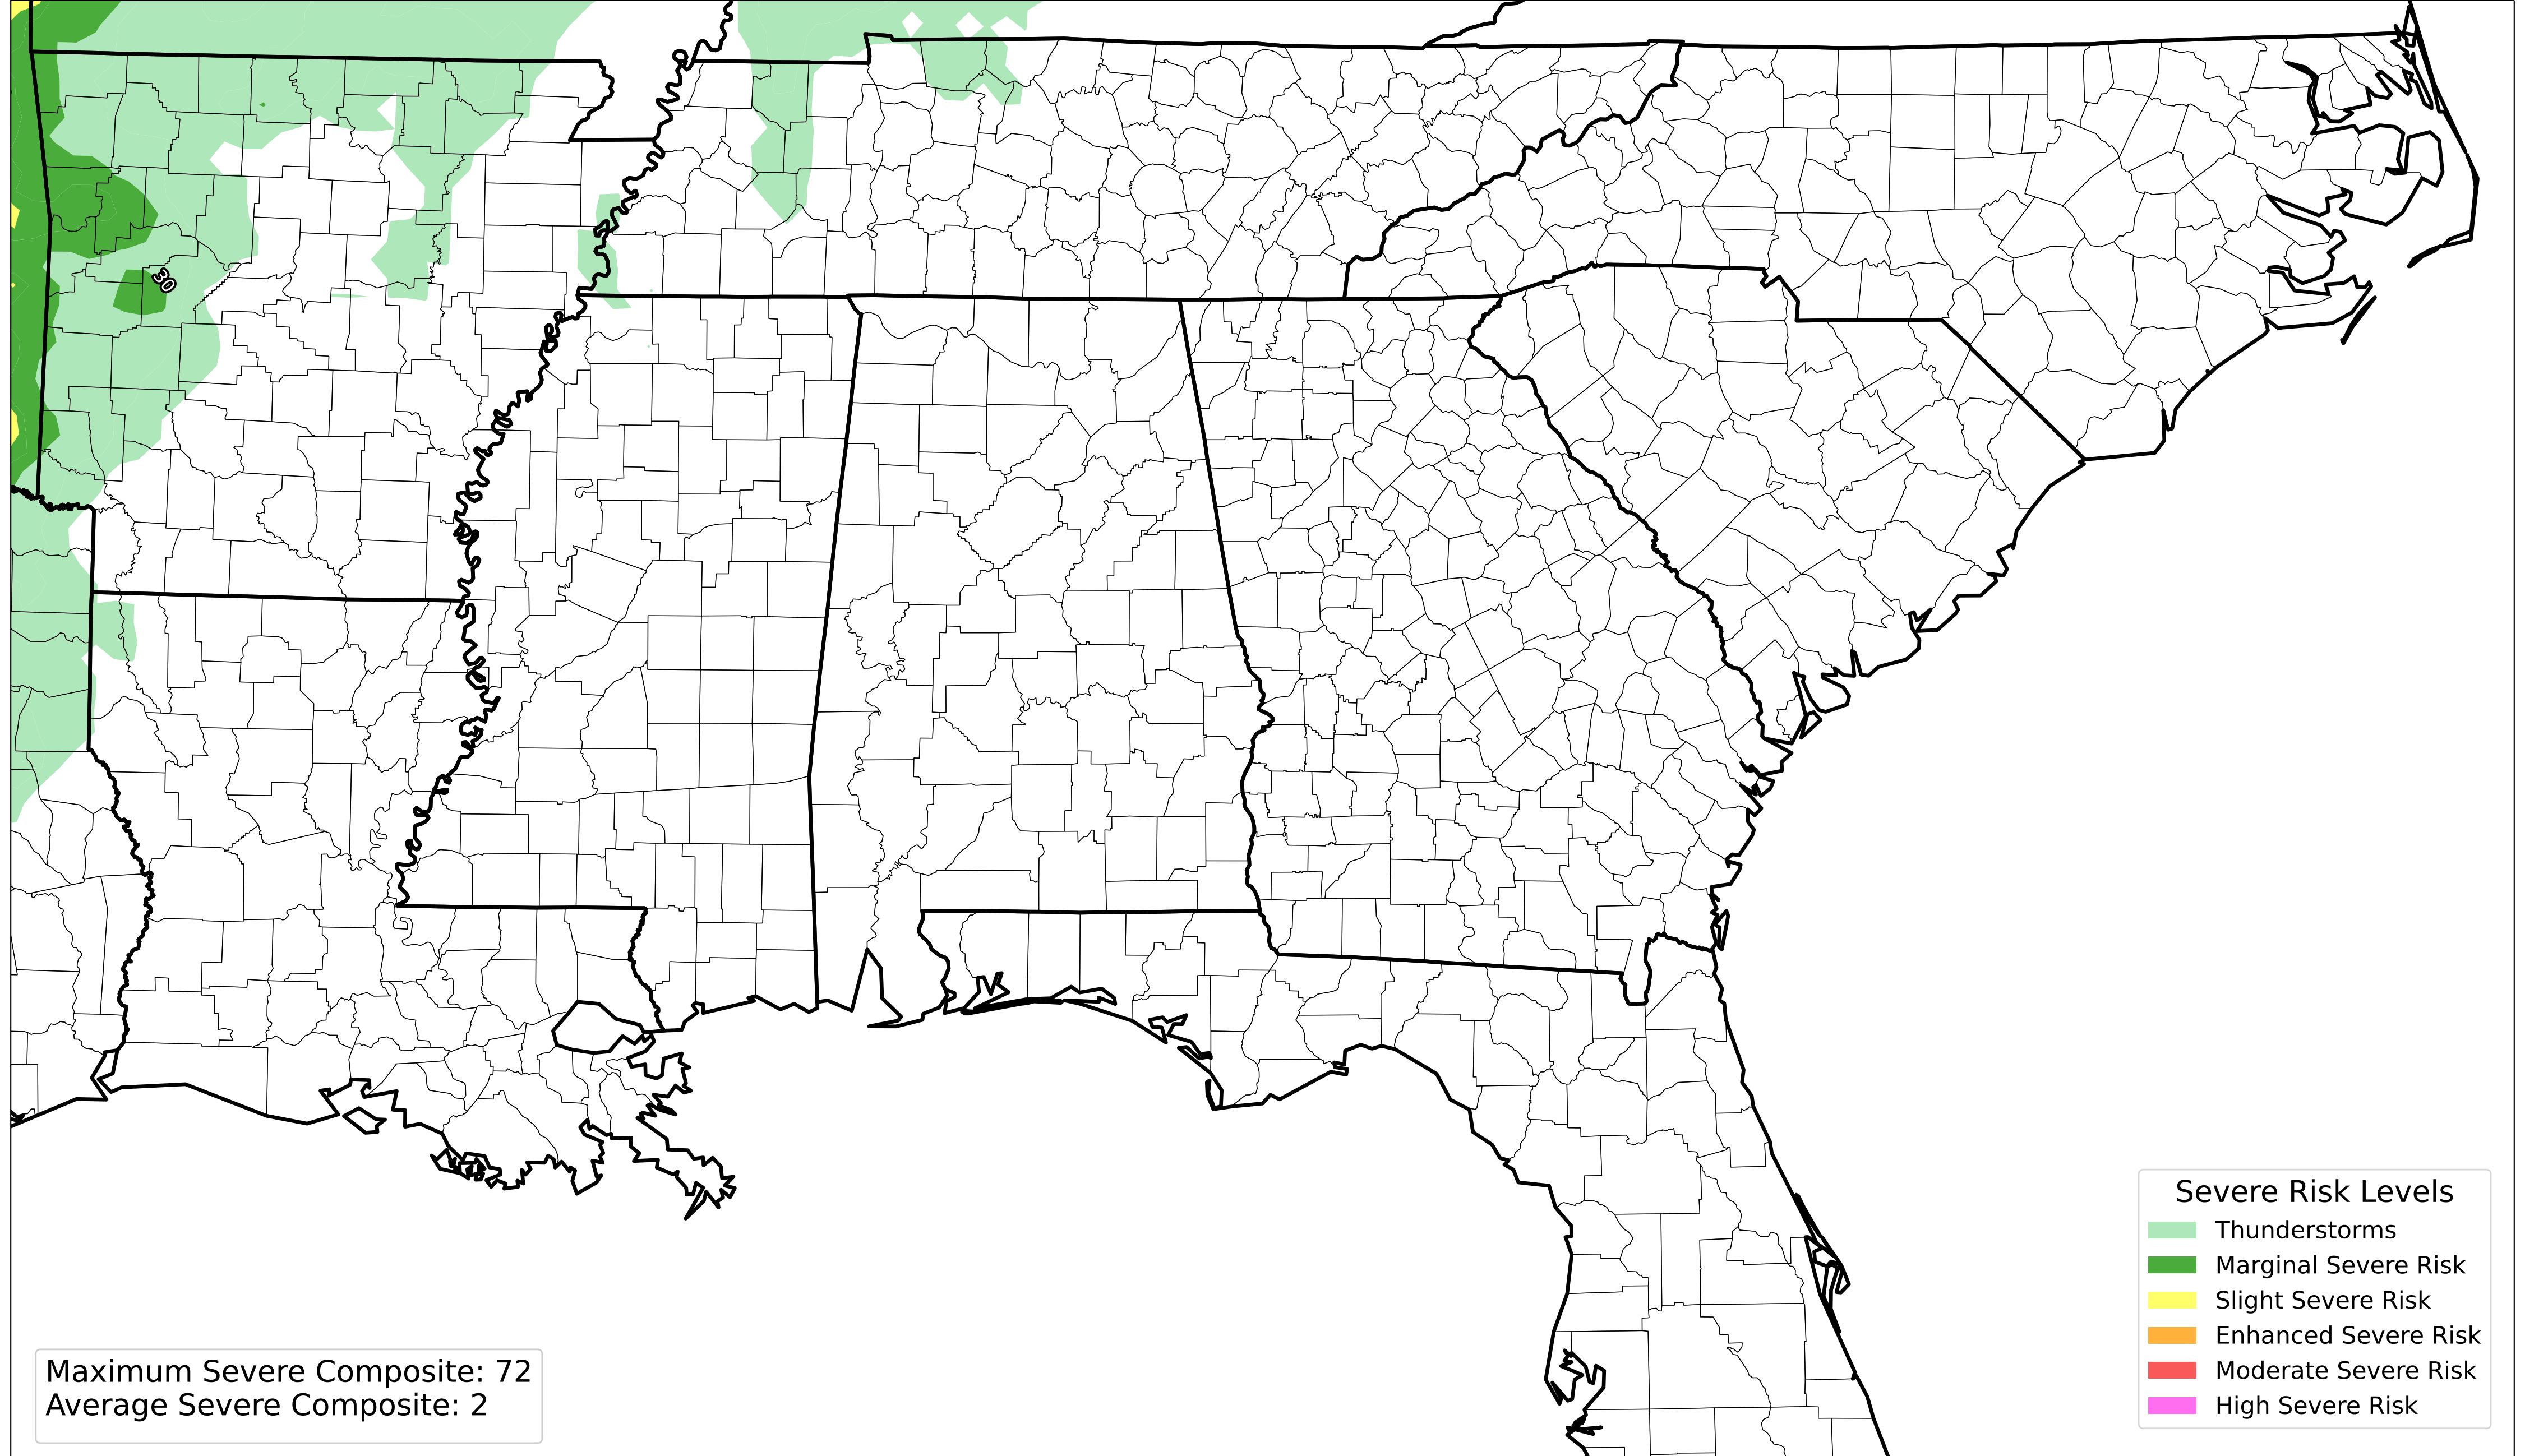 30
Severe Risk Levels
Thunderstorms
Marginal Severe Risk
Slight Severe Risk
Enhanced Severe Risk
Moderate Severe Risk
High Severe Risk
Maximum Severe Composite: 72
Average Severe Composite: 2